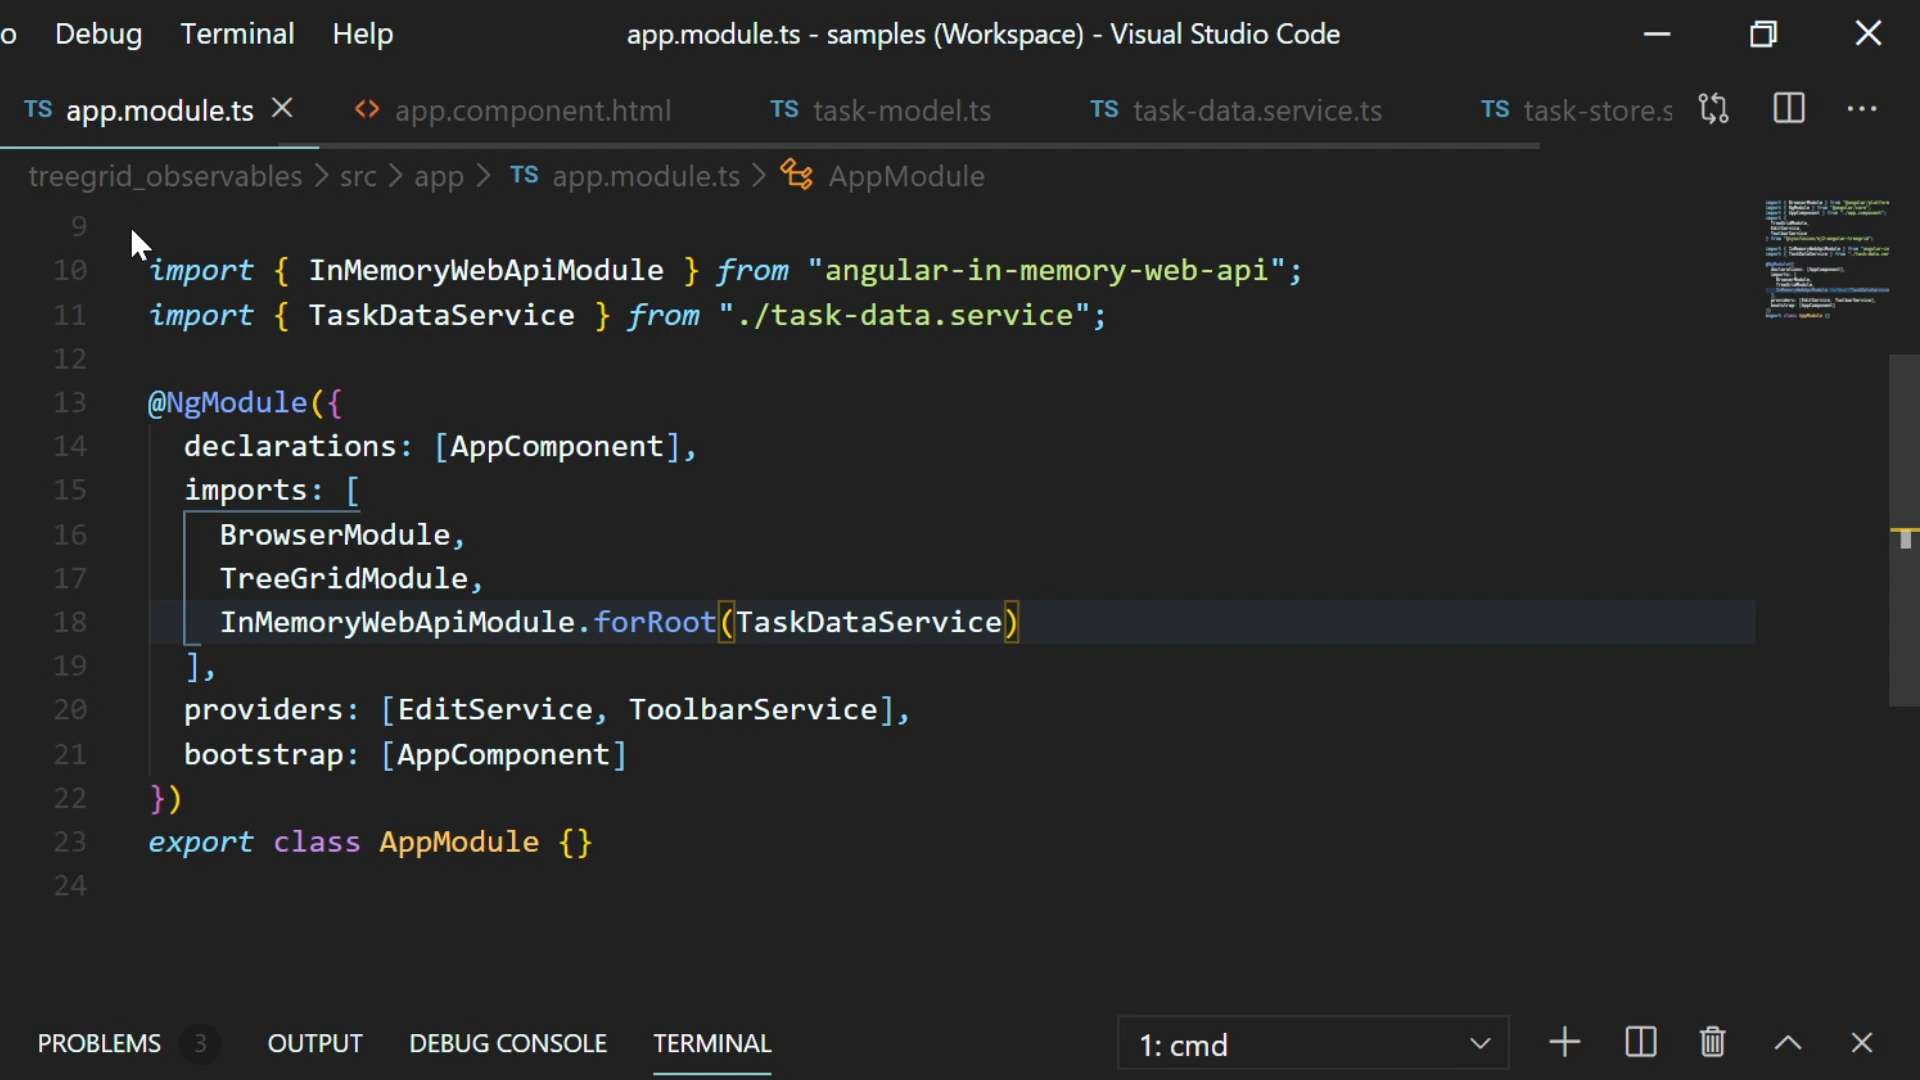 o Debug Terminal Help app.module.ts - samples (Workspace) - Visual Studio Code
TS app.module.ts <> app.component.html TS task-model.ts TS task-data.service.ts TS task-store.s
treegrid_observables > src > app > TS app.module.ts > AppModule
9
10 import { InMemoryWebApiModule } from "angular-in-memory-web-api";
11 import { TaskDataService } from "./task-data.service";
12
13 @NgModule({
14 declarations: [AppComponent],
15 imports: [
16 BrowserModule,
17 TreeGridModule,
18 InMemoryWebApiModule.forRoot(TaskDataService)
19 ],
20 providers: [EditService, ToolbarService],
21 bootstrap: [AppComponent]
22 })
23 export class AppModule {}
24
PROBLEMS 3 OUTPUT DEBUG CONSOLE TERMINAL 1: cmd